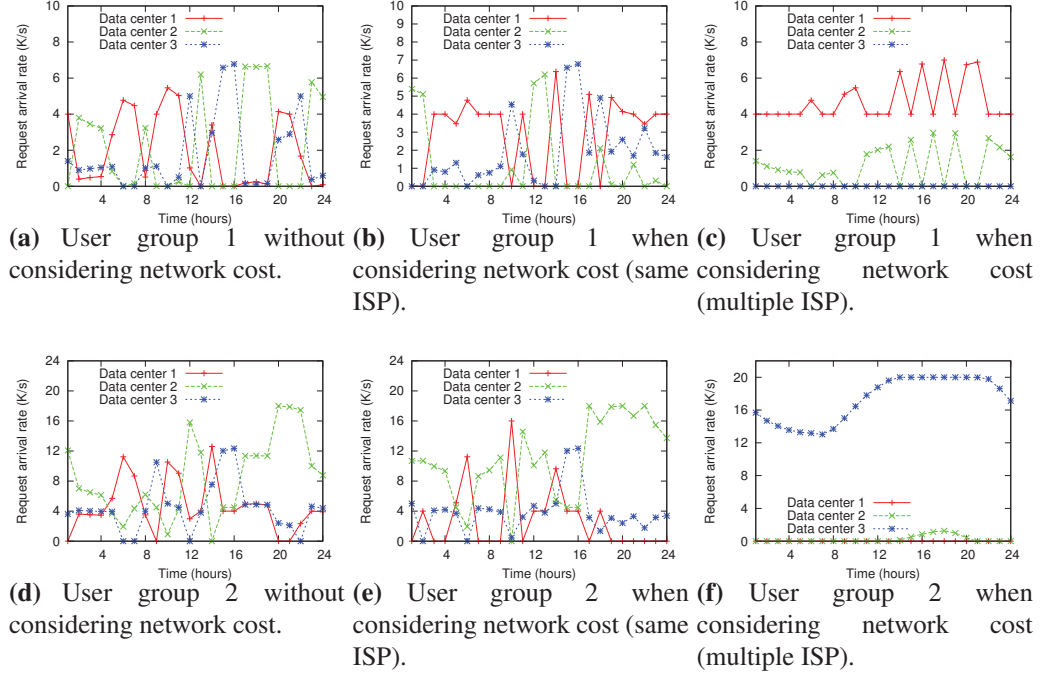 10
8
6
4
2
0
Request arrival rate (K/s)
Data center 1
Data center 2
Data center 3
4 8 12 16 20 24
Time (hours)
10
9
8
7
6
5
4
3
2
1
0
Request arrival rate (K/s)
Data center 1
Data center 2
Data center 3
4 8 12 16 20 24
Time (hours)
10
8
6
4
2
0
Request arrival rate (K/s)
Data center 1
Data center 2
Data center 3
4 8 12 16 20 24
Time (hours)
(a) User group 1 without
considering network cost.
(b) User group 1 when
considering network cost (same
ISP).
(c) User group 1 when
considering network cost
(multiple ISP).
24
20
16
12
8
4
0
Request arrival rate (K/s)
Data center 1
Data center 2
Data center 3
4 8 12 16 20 24
Time (hours)
24
20
16
12
8
4
0
Request arrival rate (K/s)
Data center 1
Data center 2
Data center 3
4 8 12 16 20 24
Time (hours)
24
20
16
12
8
4
0
Request arrival rate (K/s)
Data center 1
Data center 2
Data center 3
4 8 12 16 20 24
Time (hours)
(d) User group 2 without
considering network cost.
(e) User group 2 when
considering network cost (same
ISP).
(f) User group 2 when
considering network cost
(multiple ISP).